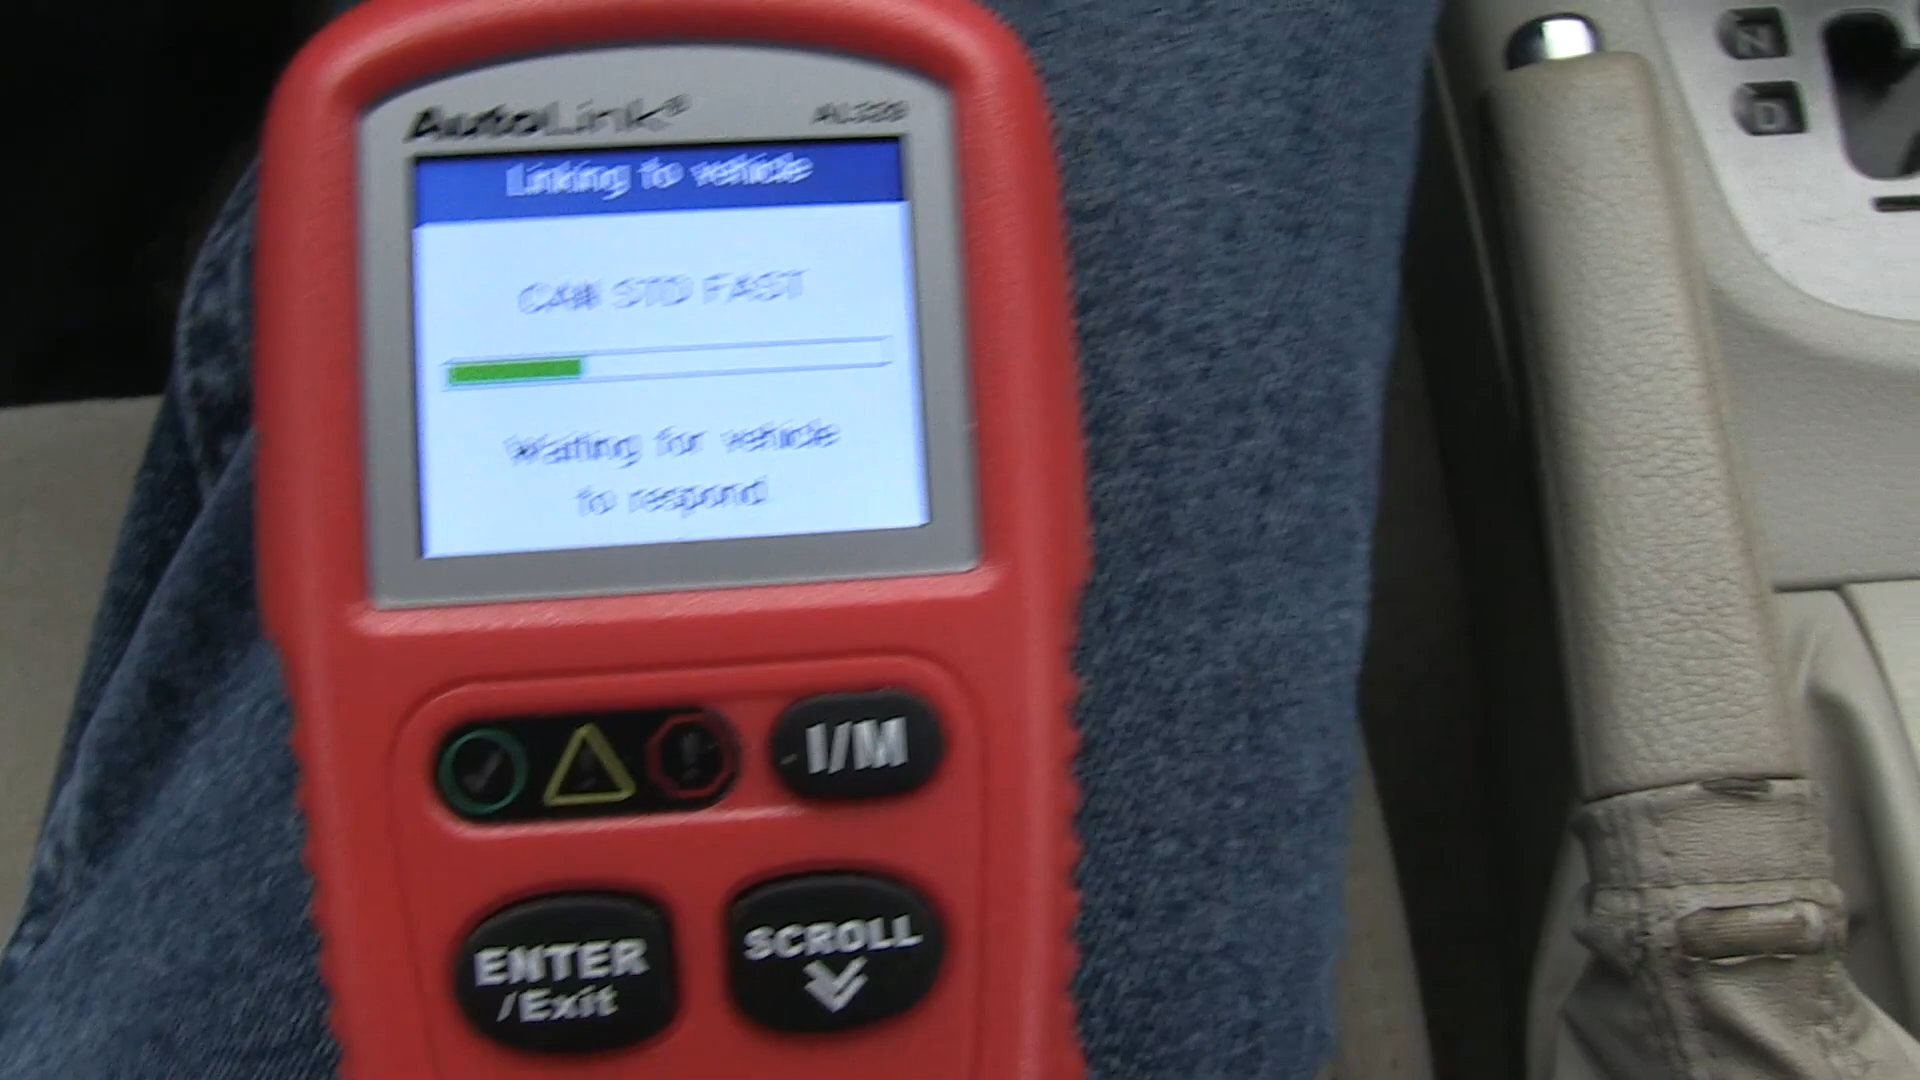 AutoLink®
Linking to vehicle
CAN STD FAST
Waiting for vehicle
to respond
I/M
ENTER
/Exit
SCROLL
N
D